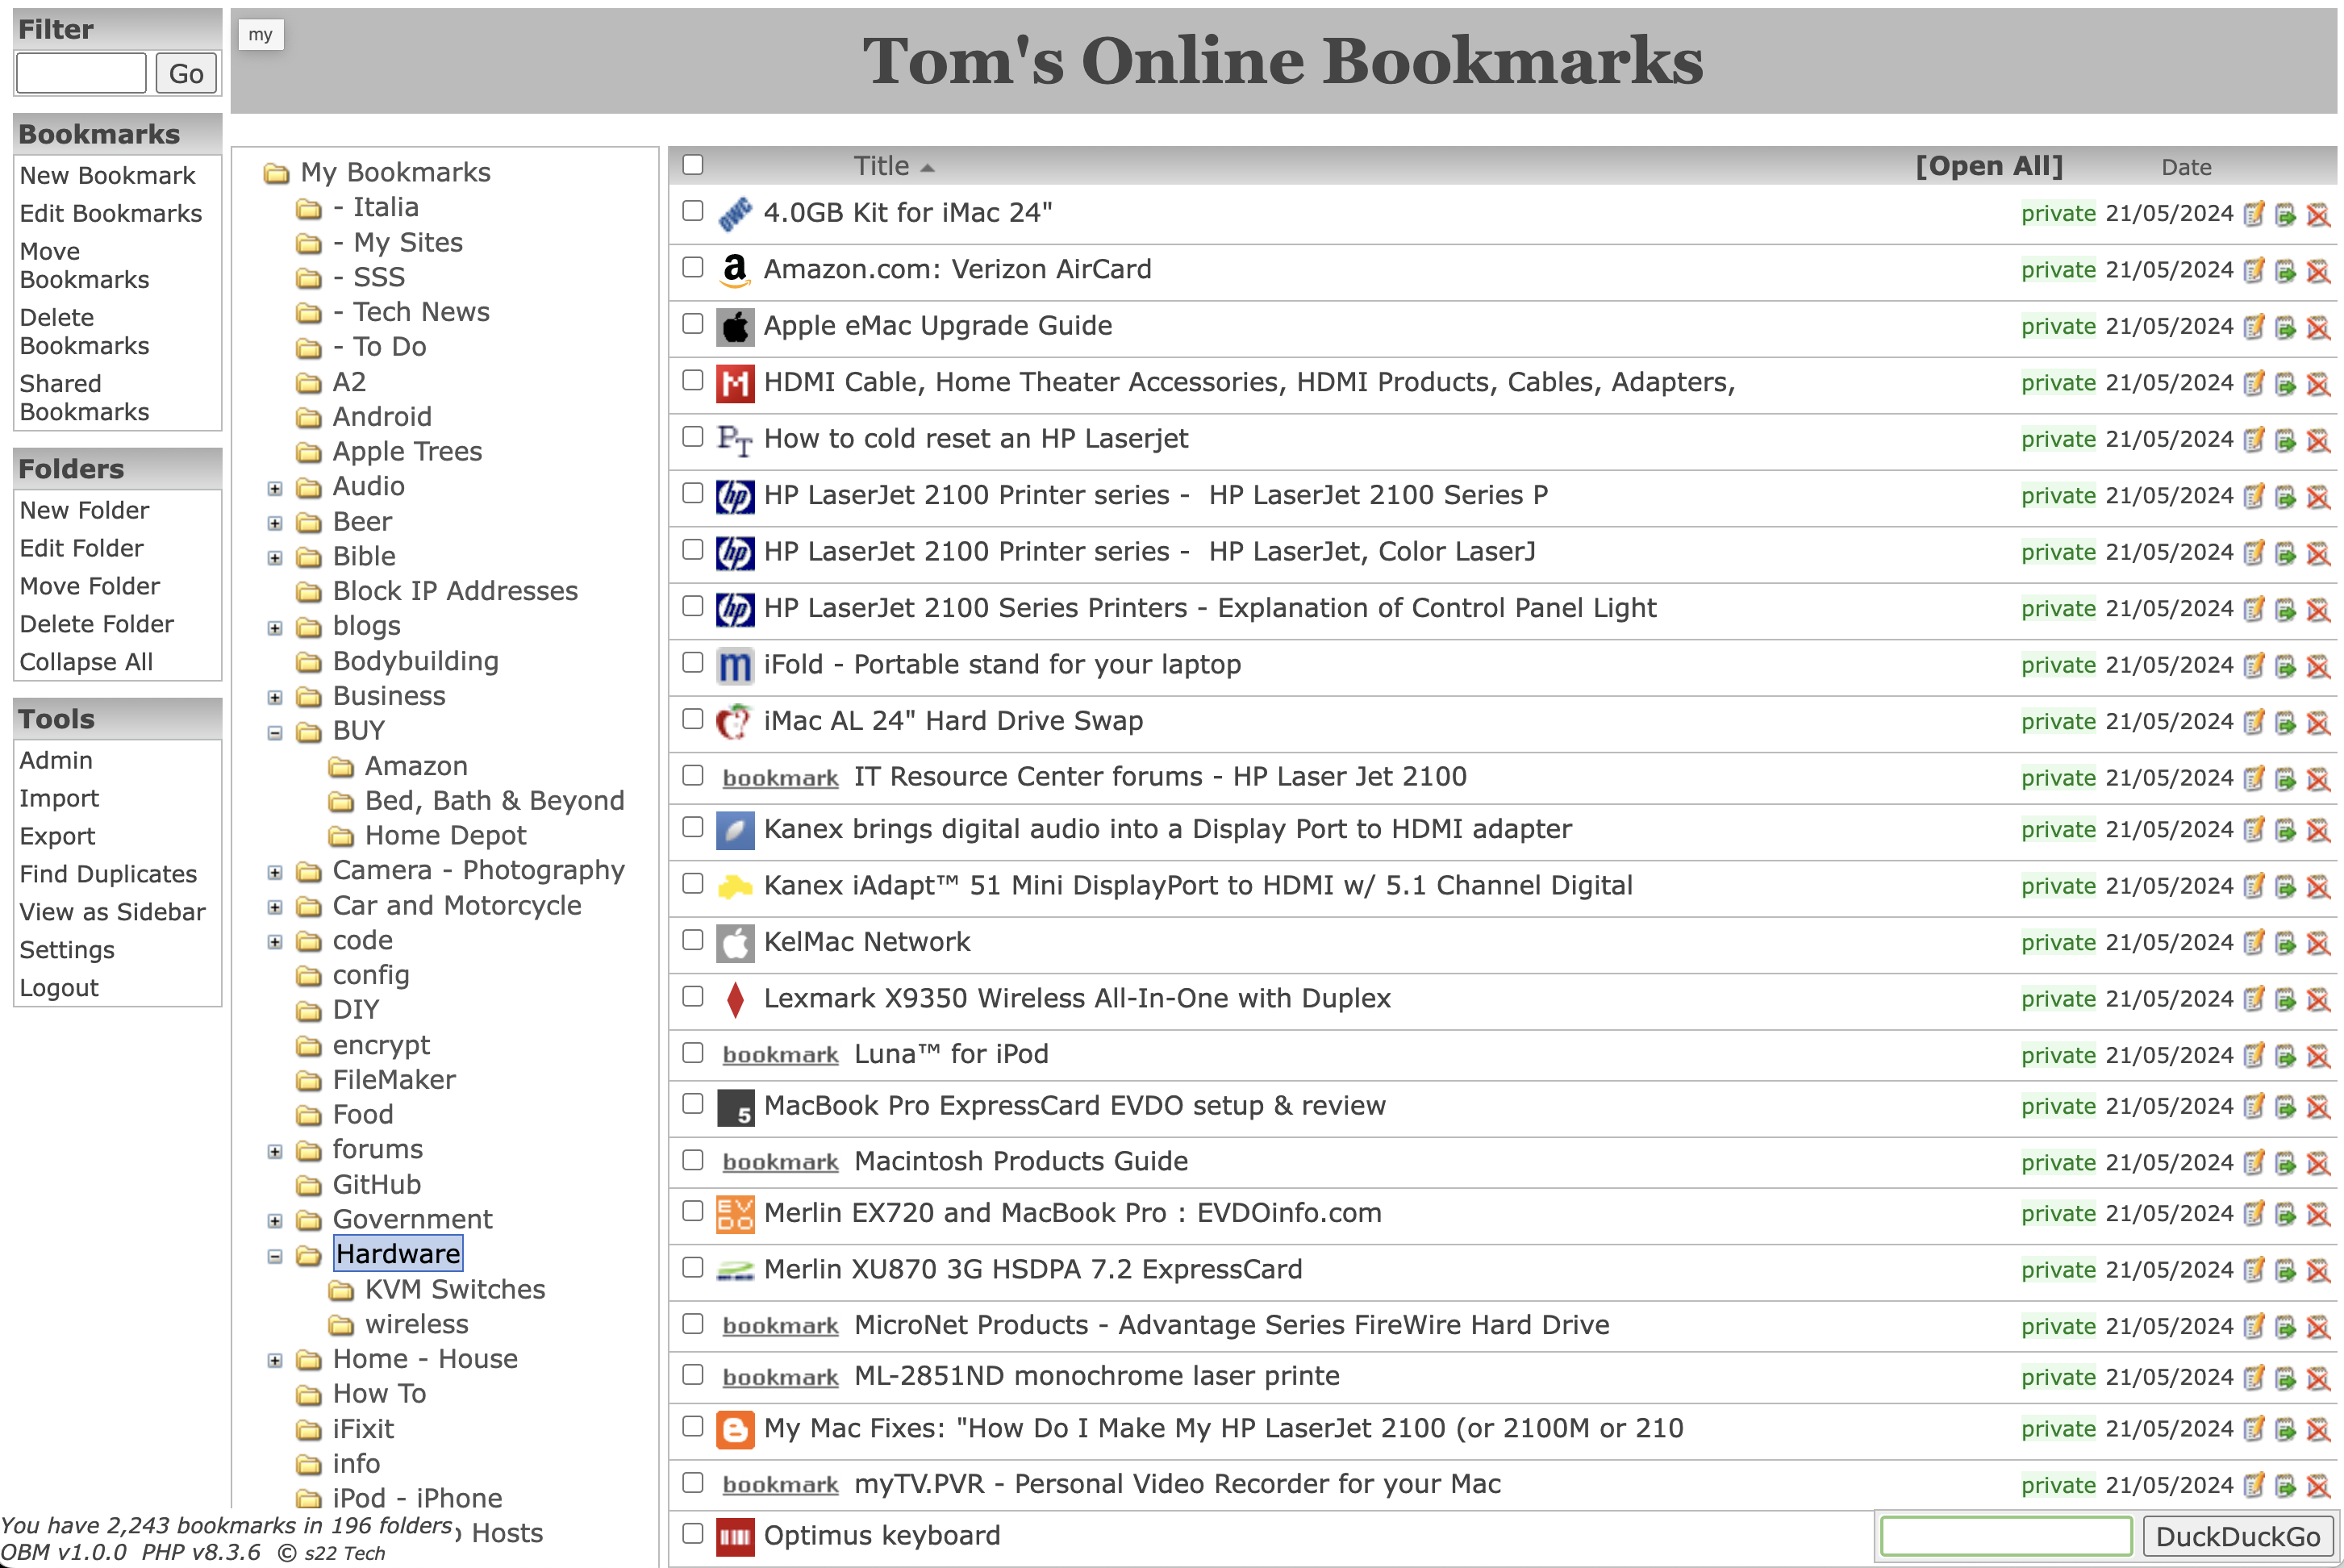 Filter
Go
Bookmarks
New Bookmark
Edit Bookmarks
Move
Bookmarks
Delete
Bookmarks
Shared
Bookmarks
Folders
New Folder
Edit Folder
Move Folder
Delete Folder
Collapse All
Tools
Admin
Import
Export
Find Duplicates
View as Sidebar
Settings
Logout
my
Tom's Online Bookmarks
My Bookmarks
- Italia
- My Sites
- SSS
- Tech News
- To Do
A2
Android
Apple Trees
Audio
Beer
Bible
Block IP Addresses
blogs
Bodybuilding
Business
BUY
Amazon
Bed, Bath & Beyond
Home Depot
Camera - Photography
Car and Motorcycle
code
config
DIY
encrypt
FileMaker
Food
forums
GitHub
Government
Hardware
KVM Switches
wireless
Home - House
How To
iFixit
info
iPod - iPhone
Hosts
Title [Open All] Date
OWC 4.0GB Kit for iMac 24" private 21/05/2024
a Amazon.com: Verizon AirCard private 21/05/2024
Apple eMac Upgrade Guide private 21/05/2024
M HDMI Cable, Home Theater Accessories, HDMI Products, Cables, Adapters, private 21/05/2024
PT How to cold reset an HP Laserjet private 21/05/2024
hp HP LaserJet 2100 Printer series -  HP LaserJet 2100 Series P private 21/05/2024
hp HP LaserJet 2100 Printer series -  HP LaserJet, Color LaserJ private 21/05/2024
hp HP LaserJet 2100 Series Printers - Explanation of Control Panel Light private 21/05/2024
m iFold - Portable stand for your laptop private 21/05/2024
iMac AL 24" Hard Drive Swap private 21/05/2024
bookmark IT Resource Center forums - HP Laser Jet 2100 private 21/05/2024
Kanex brings digital audio into a Display Port to HDMI adapter private 21/05/2024
Kanex iAdapt™ 51 Mini DisplayPort to HDMI w/ 5.1 Channel Digital private 21/05/2024
KelMac Network private 21/05/2024
Lexmark X9350 Wireless All-In-One with Duplex private 21/05/2024
bookmark Luna™ for iPod private 21/05/2024
5 MacBook Pro ExpressCard EVDO setup & review private 21/05/2024
bookmark Macintosh Products Guide private 21/05/2024
EVDO Merlin EX720 and MacBook Pro : EVDOinfo.com private 21/05/2024
Merlin XU870 3G HSDPA 7.2 ExpressCard private 21/05/2024
bookmark MicroNet Products - Advantage Series FireWire Hard Drive private 21/05/2024
bookmark ML-2851ND monochrome laser printe private 21/05/2024
My Mac Fixes: "How Do I Make My HP LaserJet 2100 (or 2100M or 210 private 21/05/2024
bookmark myTV.PVR - Personal Video Recorder for your Mac private 21/05/2024
Optimus keyboard
DuckDuckGo
You have 2,243 bookmarks in 196 folders
OBM v1.0.0 PHP v8.3.6 © s22 Tech